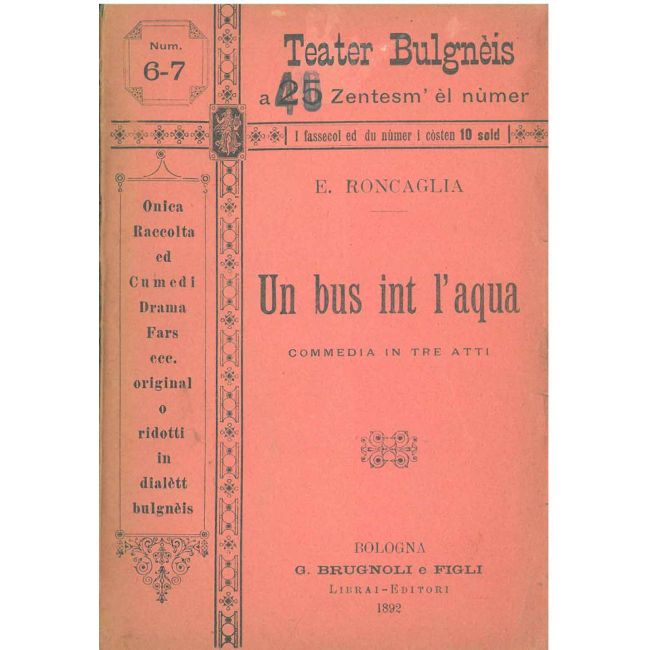 Num.
6-7
Teater Bulgnèis
a 25 Zentesm' èl nùmer
I fassecol ed du nùmer i còsten 10 sold
E. RONCAGLIA
Onica
Raccolta
ed
Cumedi
Drama
Fars
ecc.
original
o
ridotti
in
dialètt
bulgnèis
Un bus int l'aqua
COMMEDIA IN TRE ATTI
BOLOGNA
G. BRUGNOLI e FIGLI
LIBRAI-EDITORI
1892